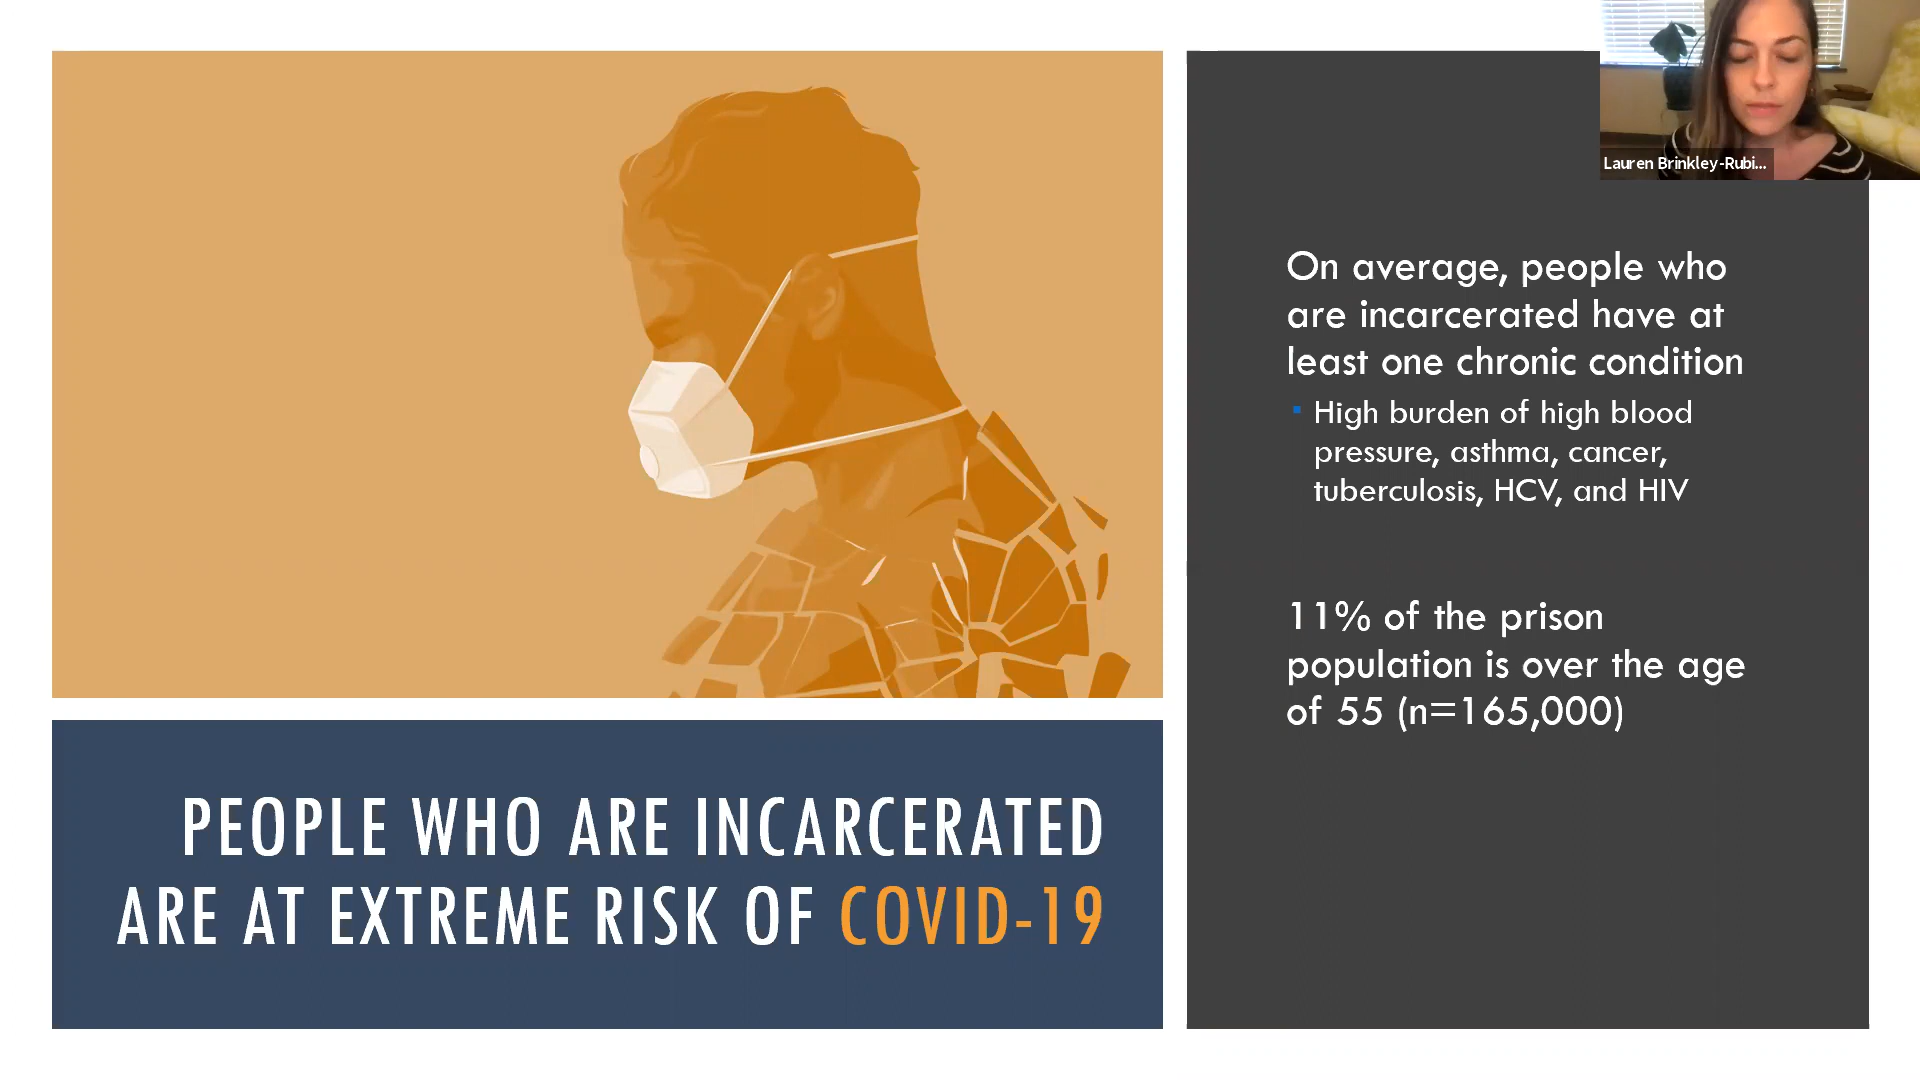 Lauren Brinkley-Rubi...
On average, people who
are incarcerated have at
least one chronic condition
▪ High burden of high blood
pressure, asthma, cancer,
tuberculosis, HCV, and HIV
11% of the prison
population is over the age
of 55 (n=165,000)
PEOPLE WHO ARE INCARCERATED
ARE AT EXTREME RISK OF COVID-19